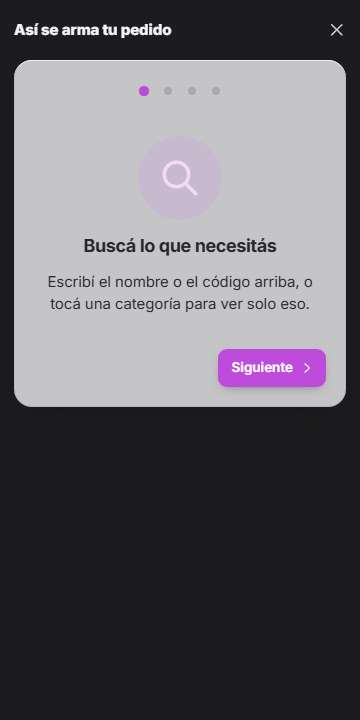 Así se arma tu pedido
Buscá lo que necesitás
Escribí el nombre o el código arriba, o
tocá una categoría para ver solo eso.
Siguiente